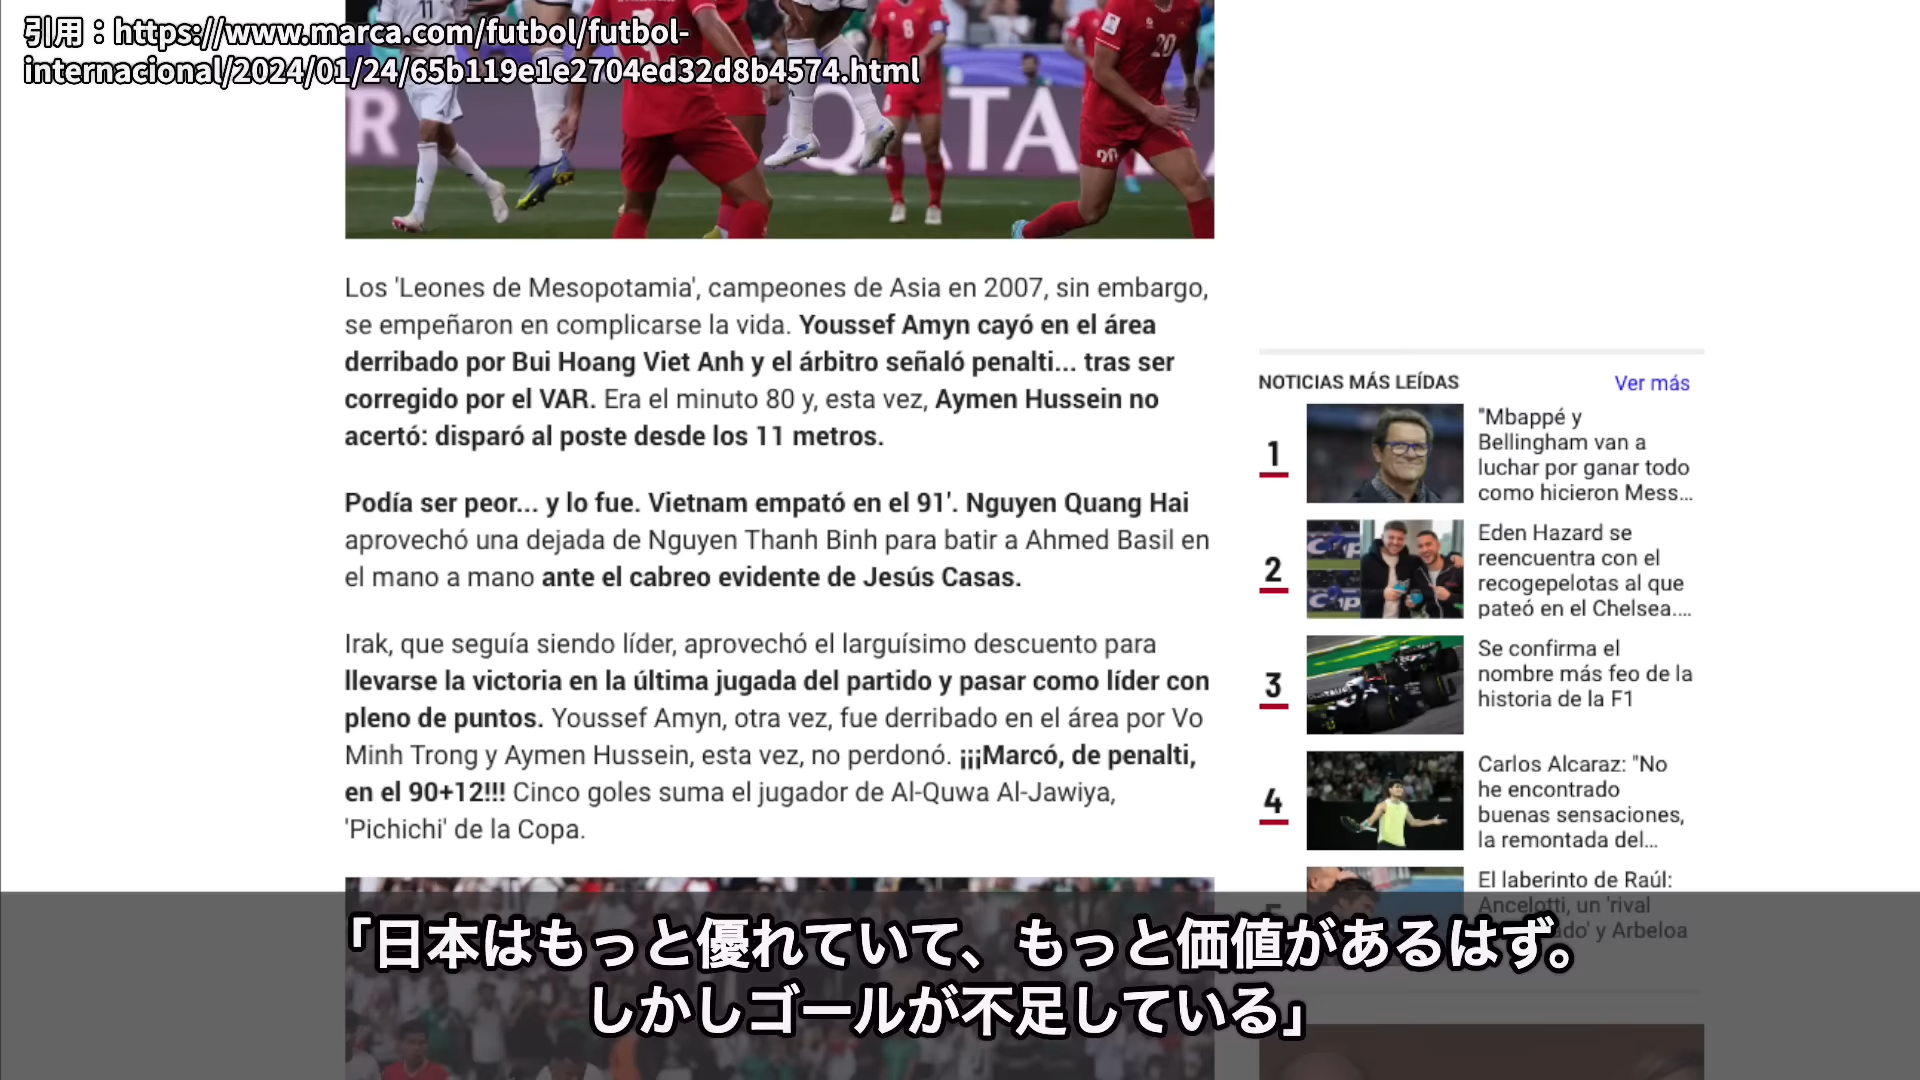 引用：https://www.marca.com/futbol/futbol-
internacional/2024/01/24/65b119e1e2704ed32d8b4574.html
11
8
20
20
R
QATA
Los 'Leones de Mesopotamia', campeones de Asia en 2007, sin embargo,
se empeñaron en complicarse la vida. Youssef Amyn cayó en el área
derribado por Bui Hoang Viet Anh y el árbitro señaló penalti... tras ser
corregido por el VAR. Era el minuto 80 y, esta vez, Aymen Hussein no
acertó: disparó al poste desde los 11 metros.
Podía ser peor... y lo fue. Vietnam empató en el 91'. Nguyen Quang Hai
aprovechó una dejada de Nguyen Thanh Binh para batir a Ahmed Basil en
el mano a mano ante el cabreo evidente de Jesús Casas.
Irak, que seguía siendo líder, aprovechó el larguísimo descuento para
llevarse la victoria en la última jugada del partido y pasar como líder con
pleno de puntos. Youssef Amyn, otra vez, fue derribado en el área por Vo
Minh Trong y Aymen Hussein, esta vez, no perdonó. ¡¡¡Marcó, de penalti,
en el 90+12!!! Cinco goles suma el jugador de Al-Quwa Al-Jawiya,
'Pichichi' de la Copa.
NOTICIAS MÁS LEÍDAS
Ver más
1
"Mbappé y
Bellingham van a
luchar por ganar todo
como hicieron Mess...
2
Eden Hazard se
reencuentra con el
recogepelotas al que
pateó en el Chelsea....
3
Se confirma el
nombre más feo de la
historia de la F1
4
Carlos Alcaraz: "No
he encontrado
buenas sensaciones,
la remontada del...
5
El laberinto de Raúl:
Ancelotti, un 'rival
ado' y Arbeloa
「日本はもっと優れていて、もっと価値があるはず。
しかしゴールが不足している」